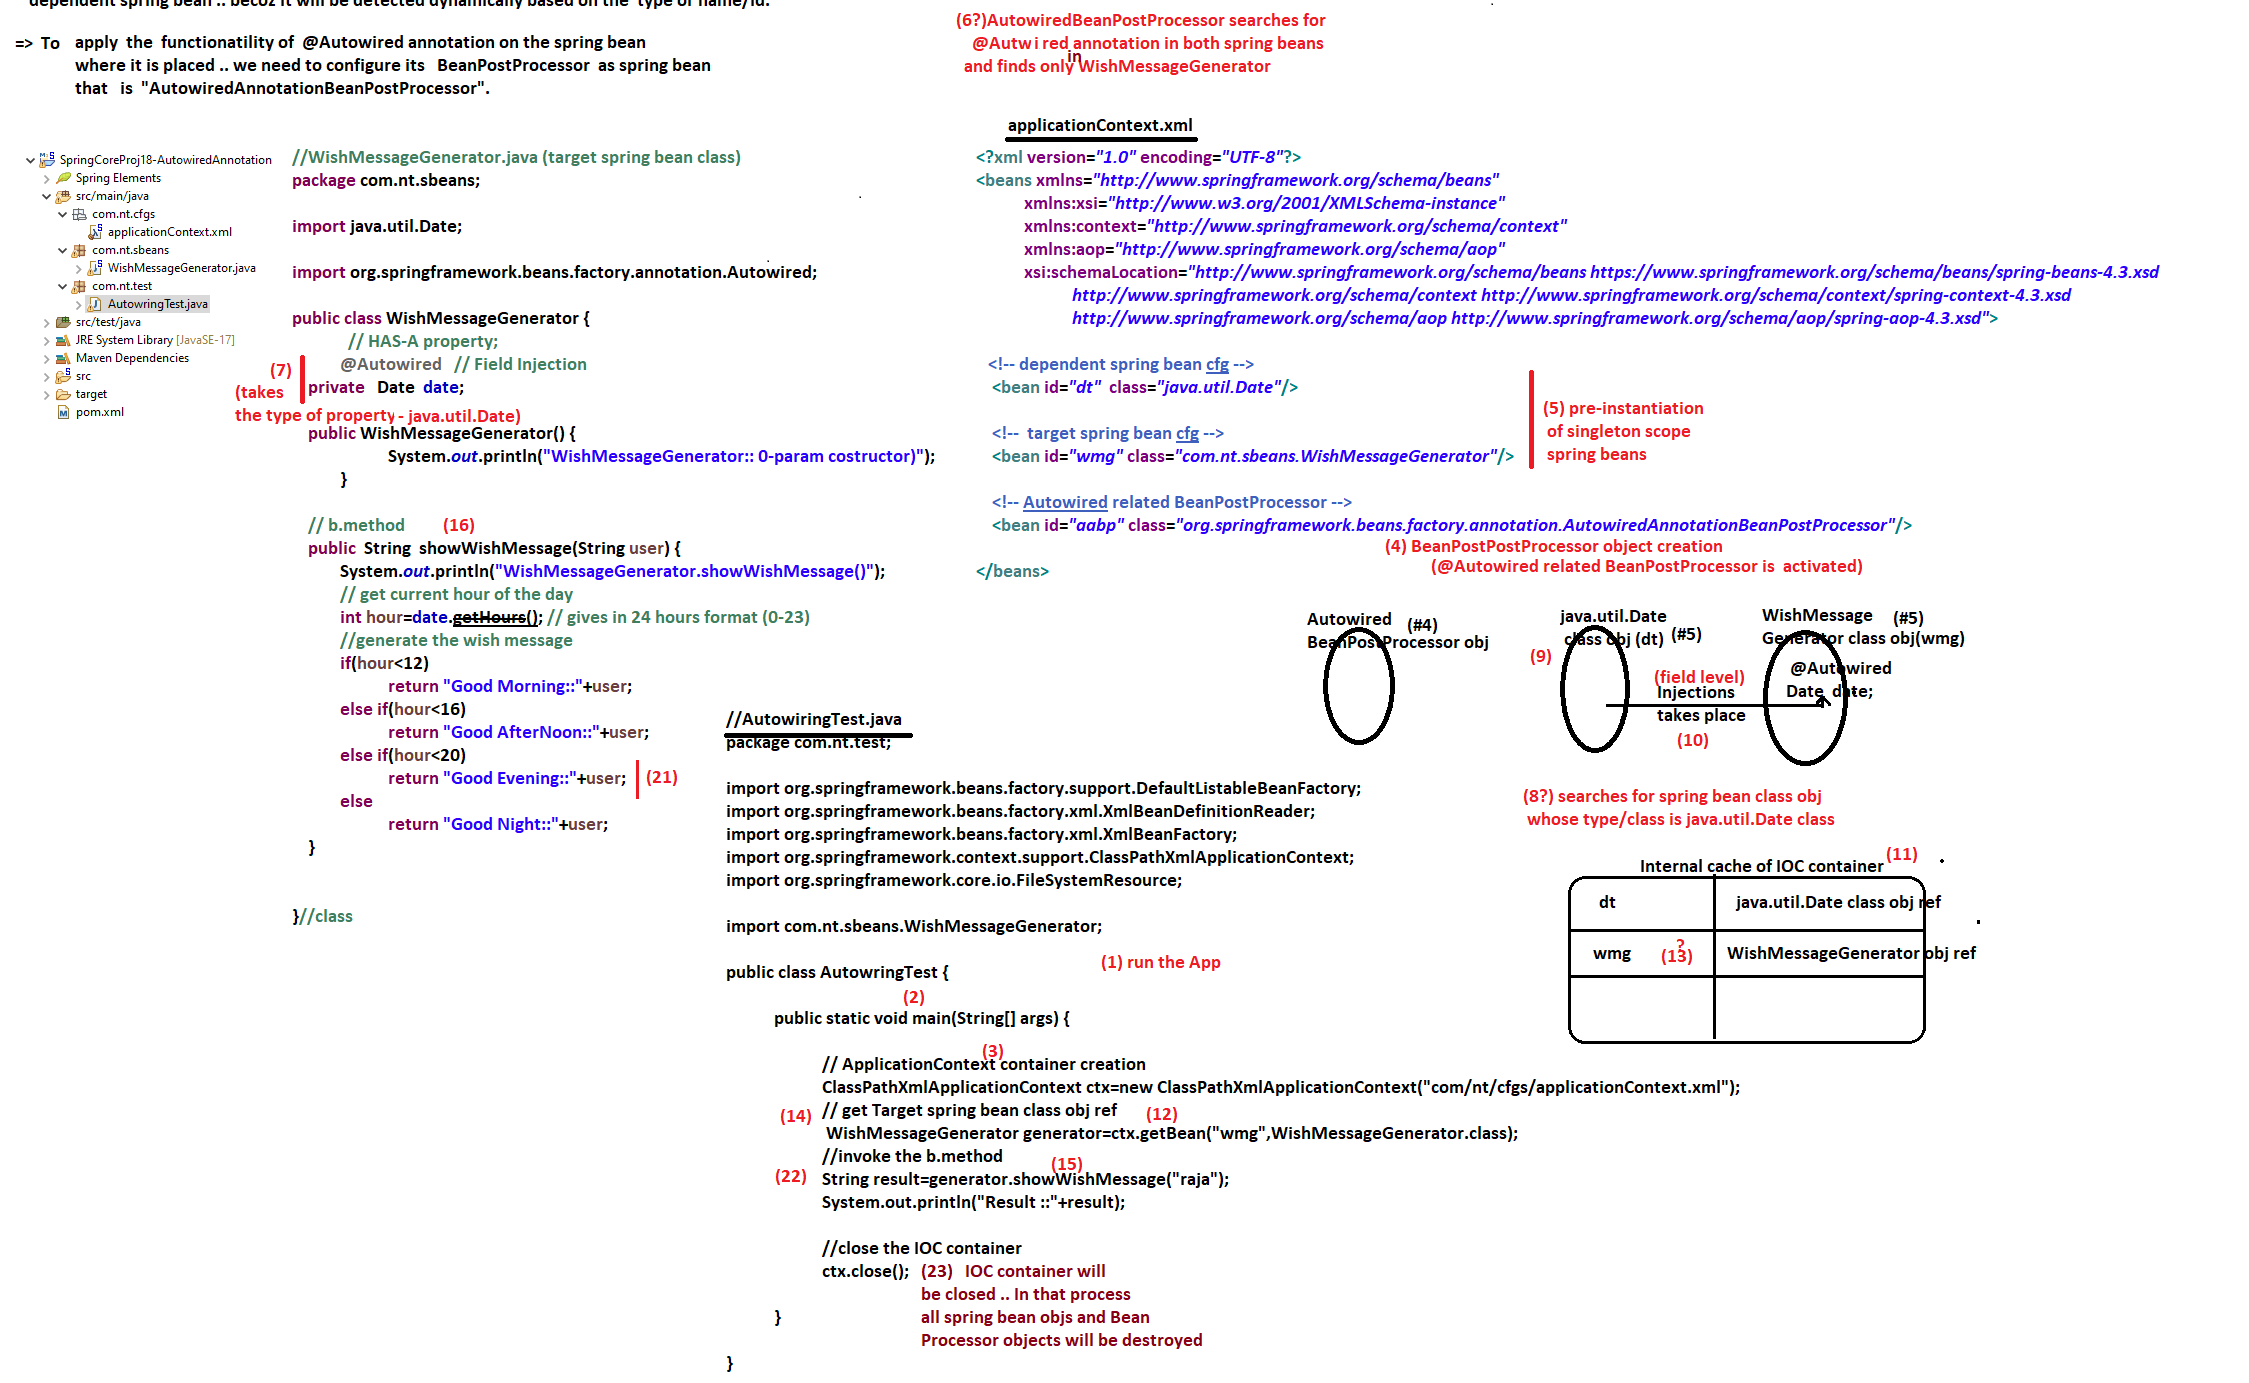 dependent spring bean .. becoz it will be detected dynamically based on the type or name/id.
=> To apply the functionatility of @Autowired annotation on the spring bean
where it is placed .. we need to configure its BeanPostProcessor as spring bean
that is "AutowiredAnnotationBeanPostProcessor".
(6?)AutowiredBeanPostProcessor searches for
@Autwi red annotation in both spring beans
in
and finds only WishMessageGenerator
SpringCoreProj18-AutowiredAnnotation
Spring Elements
src/main/java
com.nt.cfgs
applicationContext.xml
com.nt.sbeans
WishMessageGenerator.java
com.nt.test
AutowringTest.java
src/test/java
JRE System Library [JavaSE-17]
Maven Dependencies
src
target
pom.xml
//WishMessageGenerator.java (target spring bean class)
package com.nt.sbeans;
import java.util.Date;
import org.springframework.beans.factory.annotation.Autowired;
public class WishMessageGenerator {
// HAS-A property;
@Autowired // Field Injection
(7)
private Date date;
(takes
the type of property - java.util.Date)
public WishMessageGenerator() {
System.out.println("WishMessageGenerator:: 0-param costructor)");
}
// b.method (16)
public String showWishMessage(String user) {
System.out.println("WishMessageGenerator.showWishMessage()");
// get current hour of the day
int hour=date.getHours(); // gives in 24 hours format (0-23)
//generate the wish message
if(hour<12)
return "Good Morning::"+user;
else if(hour<16)
return "Good AfterNoon::"+user;
else if(hour<20)
return "Good Evening::"+user; (21)
else
return "Good Night::"+user;
}
}//class
applicationContext.xml
<?xml version="1.0" encoding="UTF-8"?>
<beans xmlns="http://www.springframework.org/schema/beans"
xmlns:xsi="http://www.w3.org/2001/XMLSchema-instance"
xmlns:context="http://www.springframework.org/schema/context"
xmlns:aop="http://www.springframework.org/schema/aop"
xsi:schemaLocation="http://www.springframework.org/schema/beans https://www.springframework.org/schema/beans/spring-beans-4.3.xsd
http://www.springframework.org/schema/context http://www.springframework.org/schema/context/spring-context-4.3.xsd
http://www.springframework.org/schema/aop http://www.springframework.org/schema/aop/spring-aop-4.3.xsd">
<!-- dependent spring bean cfg -->
<bean id="dt" class="java.util.Date"/>
<!-- target spring bean cfg -->
<bean id="wmg" class="com.nt.sbeans.WishMessageGenerator"/>
(5) pre-instantiation
of singleton scope
spring beans
<!-- Autowired related BeanPostProcessor -->
<bean id="aabp" class="org.springframework.beans.factory.annotation.AutowiredAnnotationBeanPostProcessor"/>
(4) BeanPostPostProcessor object creation
(@Autowired related BeanPostProcessor is activated)
</beans>
Autowired (#4)
BeanPostProcessor obj
java.util.Date
class obj (dt) (#5)
WishMessage (#5)
Generator class obj(wmg)
(9)
@Autowired
Date date;
(field level)
Injections
takes place
(10)
(8?) searches for spring bean class obj
whose type/class is java.util.Date class
Internal cache of IOC container (11)
dt java.util.Date class obj ref
wmg (13) ? WishMessageGenerator obj ref
//AutowiringTest.java
package com.nt.test;
import org.springframework.beans.factory.support.DefaultListableBeanFactory;
import org.springframework.beans.factory.xml.XmlBeanDefinitionReader;
import org.springframework.beans.factory.xml.XmlBeanFactory;
import org.springframework.context.support.ClassPathXmlApplicationContext;
import org.springframework.core.io.FileSystemResource;
import com.nt.sbeans.WishMessageGenerator;
(1) run the App
public class AutowringTest {
(2)
public static void main(String[] args) {
(3)
// ApplicationContext container creation
ClassPathXmlApplicationContext ctx=new ClassPathXmlApplicationContext("com/nt/cfgs/applicationContext.xml");
(14) // get Target spring bean class obj ref (12)
WishMessageGenerator generator=ctx.getBean("wmg",WishMessageGenerator.class);
//invoke the b.method
(15)
(22) String result=generator.showWishMessage("raja");
System.out.println("Result ::"+result);
//close the IOC container
ctx.close(); (23) IOC container will
be closed .. In that process
} all spring bean objs and Bean
Processor objects will be destroyed
}